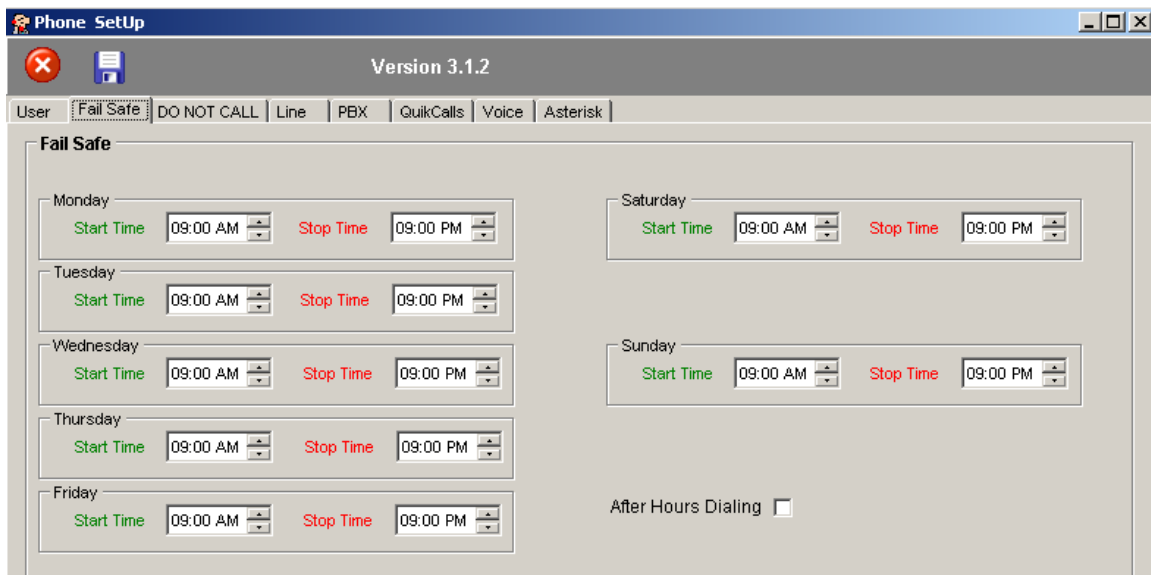 Phone SetUp
Version 3.1.2
User Fail Safe DO NOT CALL Line PBX QuikCalls Voice Asterisk
Fail Safe
Monday
Start Time 09:00 AM Stop Time 09:00 PM
Tuesday
Start Time 09:00 AM Stop Time 09:00 PM
Wednesday
Start Time 09:00 AM Stop Time 09:00 PM
Thursday
Start Time 09:00 AM Stop Time 09:00 PM
Friday
Start Time 09:00 AM Stop Time 09:00 PM
Saturday
Start Time 09:00 AM Stop Time 09:00 PM
Sunday
Start Time 09:00 AM Stop Time 09:00 PM
After Hours Dialing